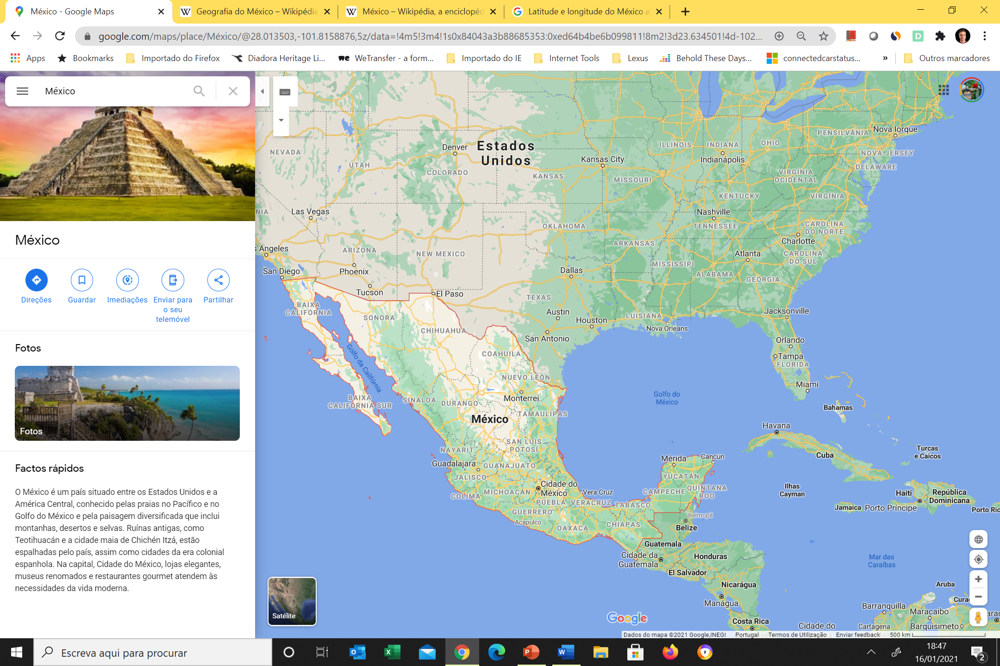 México - Google Maps
Geografia do México – Wikipédia
México – Wikipédia, a enciclopéd
Latitude e longitude do México a
google.com/maps/place/México/@28.013503,-101.8158876,5z/data=!4m5!3m4!1s0x84043a3b88685353:0xed64b4be6b099811!8m2!3d23.634501!4d-102...
Apps
Bookmarks
Importado do Firefox
Diadora Heritage Li...
WeTransfer - a form...
Importado do IE
Internet Tools
Lexus
Behold These Days...
connectedcarstatus...
»
Outros marcadores
México
México
Direções
Guardar
Imediações
Enviar para
o seu
telemóvel
Partilhar
Fotos
Fotos
Factos rápidos
O México é um país situado entre os Estados Unidos e a
América Central, conhecido pelas praias no Pacífico e no
Golfo do México e pela paisagem diversificada que inclui
montanhas, desertos e selvas. Ruínas antigas, como
Teotihuacán e a cidade maia de Chichén Itzá, estão
espalhadas pelo país, assim como cidades da era colonial
espanhola. Na capital, Cidade do México, lojas elegantes,
museus renomados e restaurantes gourmet atendem às
necessidades da vida moderna.
PENSILVÂNIA
Nova Iorque
Estados
Unidos
Denver
ILLINOIS
INDIANA
OHIO
NEVADA
NOVA JERSEY
UTAH
Kansas City
Indianápolis
DELAWARE
COLORADO
KANSAS
MISSOURI
VIRGÍNIA
OCIDENTAL
KENTUCKY
VIRGÍNIA
NIA
Las Vegas
Nashville
OKLAHOMA
TENNESSEE
CAROLINA
DO NORTE
Charlotte
s Angeles
ARIZONA
NEW MEXICO
ARKANSAS
Atlanta
CAROLINA
DO SUL
San Diego
Phoenix
Dallas
MISSISSÍPI
ALABAMA
GEÓRGIA
Tucson
El Paso
TEXAS
BAIXA
CALIFÓRNIA
SONORA
Austin
Houston
LUISIANA
Jacksonville
CHIHUAHUA
Nova Orleans
San Antonio
Orlando
Golfo da Califórnia
COAHUILA
Tampa
FLORIDA
NUEVO LEÓN
Miami
Monterrei
Golfo do
México
BAIXA
CALIFÓRNIA SUR
SINALOA
DURANGO
Bahamas
TAMAULIPAS
México
Havana
SAN LUIS
POTOSÍ
NAYARIT
Cuba
Turcas
e Caicos
Mérida
Cancún
Guadalajara
GUANAJUATO
JALISCO
YUCATÁN
Cidade do
México
Vera Cruz
CAMPECHE
QUINTANA
ROO
Ilhas
Cayman
Haiti
República
Dominicana
COLIMA
MICHOACÁN
PUEBLA
VERACRUZ
TABASCO
Jamaica
Porto Príncipe
Porto Ric
GUERRERO
Belmopã
Acapulco
OAXACA
CHIAPAS
Belize
Guatemala
Cidade da
Guatemala
Honduras
Mar das
Caraíbas
El Salvador
Nicarágua
Manágua
Aruba
Cura
Barranquilla
Maracaibo
Costa Rica
Cidade do
Cartagena
Barquisimeto
Satélite
Google
Dados do mapa ©2021 Google,INEGI
Portugal
Termos de Utilização
Enviar feedback
500 km
Escreva aqui para procurar
18:47
16/01/2021
2